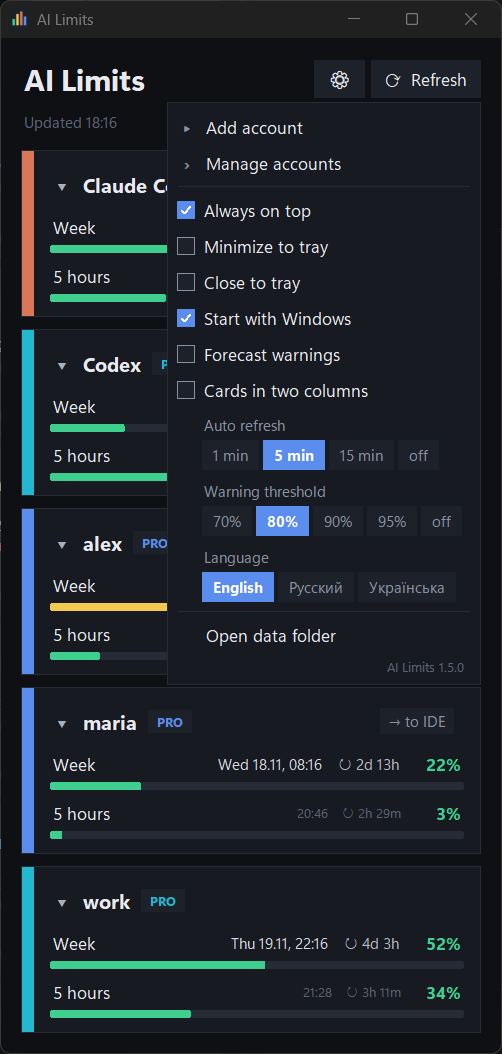 AI Limits
AI Limits
Refresh
Updated 18:16
Add account
Manage accounts
Always on top
Minimize to tray
Close to tray
Start with Windows
Forecast warnings
Cards in two columns
Auto refresh
1 min 5 min 15 min off
Warning threshold
70% 80% 90% 95% off
Language
English Русский Українська
Open data folder
AI Limits 1.5.0
Claude
Week
5 hours
Codex
Week
5 hours
alex PRO
Week
5 hours
maria PRO → to IDE
Week Wed 18.11, 08:16 2d 13h 22%
5 hours 20:46 2h 29m 3%
work PRO
Week Thu 19.11, 22:16 4d 3h 52%
5 hours 21:28 3h 11m 34%